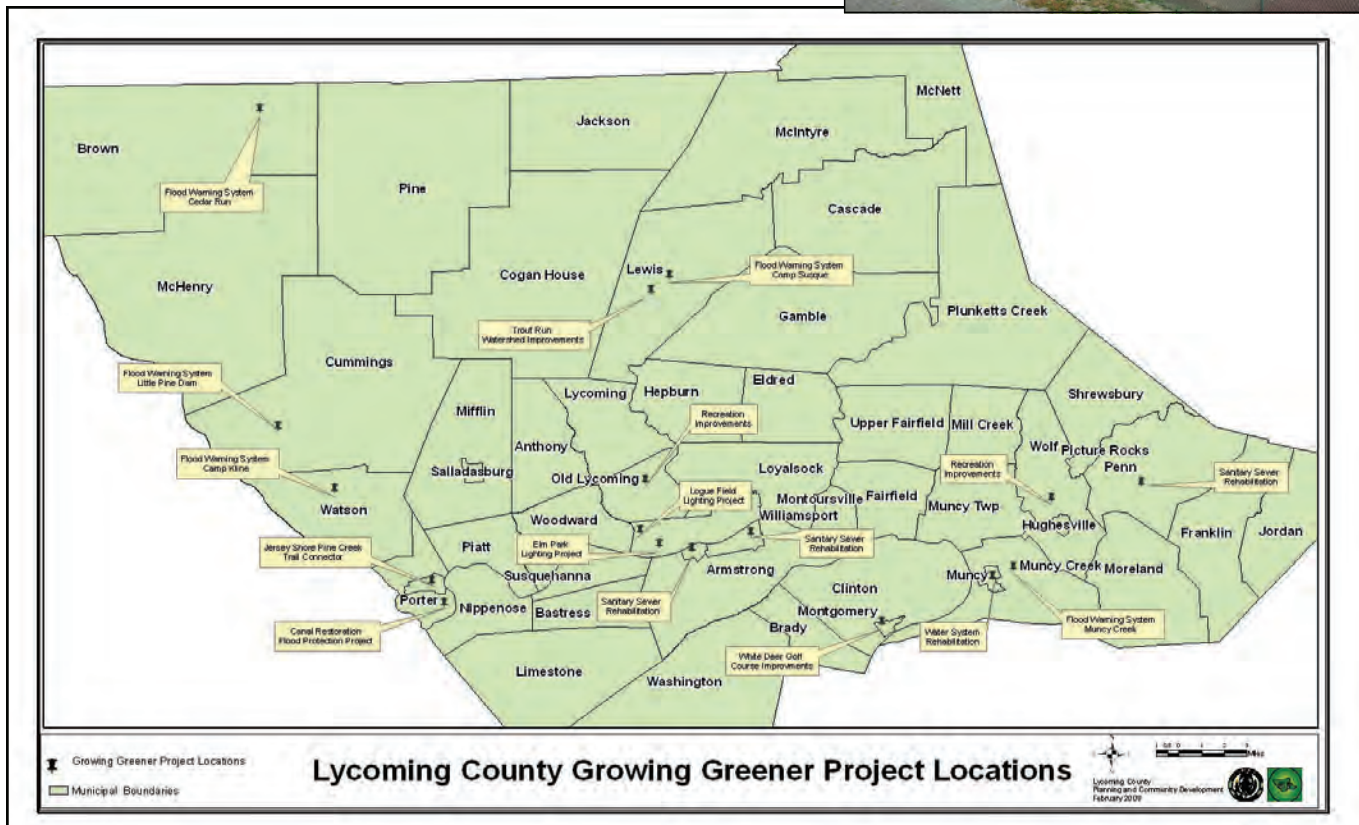 McNett
Jackson
McIntyre
Brown
Flood Warning System
Cedar Run
Pine
Cascade
Cogan House
Lewis
Flood Warning System
Camp Susque
McHenry
Plunketts Creek
Gamble
Trout Run
Watershed Improvements
Cummings
Flood Warning System
Little Pine Dam
Lycoming
Hepburn
Eldred
Shrewsbury
Mifflin
Recreation
Improvements
Upper Fairfield
Mill Creek
Anthony
Wolf
Picture Rocks
Flood Warning System
Camp Kline
Salladasburg
Old Lycoming
Loyalsock
Recreation
Improvements
Penn
Sanitary Sewer
Rehabilitation
Logue Field
Lighting Project
Montoursville
Fairfield
Muncy Twp
Watson
Woodward
Williamsport
Hughesville
Franklin
Jordan
Jersey Shore Pine Creek
Trail Connector
Piatt
Elm Park
Lighting Project
Sanitary Sewer
Rehabilitation
Armstrong
Susquehanna
Muncy
Muncy Creek
Moreland
Clinton
Porter
Nippenose
Bastress
Sanitary Sewer
Rehabilitation
Montgomery
Brady
Canal Restoration
Flood Protection Project
Water System
Rehabilitation
Flood Warning System
Muncy Creek
White Deer Golf
Course Improvements
Limestone
Washington
Growing Greener Project Locations
Municipal Boundaries
Lycoming County Growing Greener Project Locations
Miles
Lycoming County
Planning and Community Development